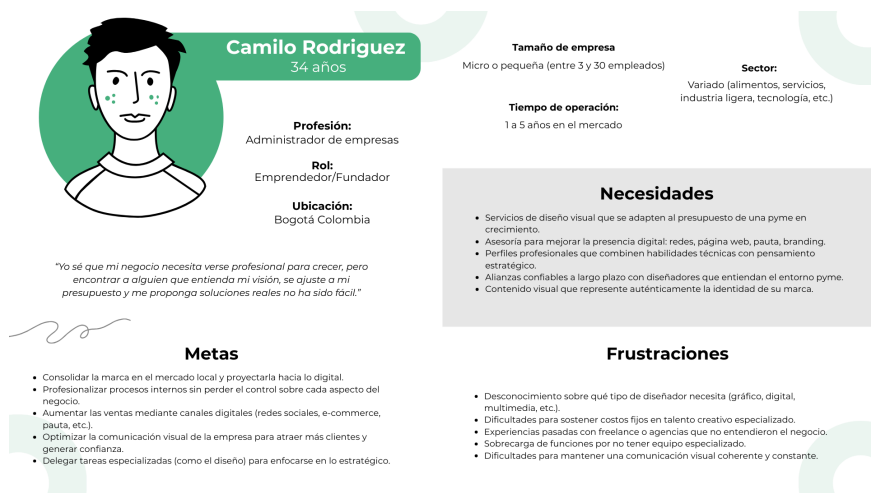 Camilo Rodriguez
34 años
Profesión:
Administrador de empresas
Rol:
Emprendedor/Fundador
Ubicación:
Bogotá Colombia
“Yo sé que mi negocio necesita verse profesional para crecer, pero
encontrar a alguien que entienda mi visión, se ajuste a mi
presupuesto y me proponga soluciones reales no ha sido fácil.”
Tamaño de empresa
Micro o pequeña (entre 3 y 30 empleados)
Tiempo de operación:
1 a 5 años en el mercado
Sector:
Variado (alimentos, servicios,
industria ligera, tecnología, etc.)
Necesidades
• Servicios de diseño visual que se adapten al presupuesto de una pyme en
crecimiento.
• Asesoría para mejorar la presencia digital: redes, página web, pauta, branding.
• Perfiles profesionales que combinen habilidades técnicas con pensamiento
estratégico.
• Alianzas confiables a largo plazo con diseñadores que entiendan el entorno pyme.
• Contenido visual que represente auténticamente la identidad de su marca.
Metas
• Consolidar la marca en el mercado local y proyectarla hacia lo digital.
• Profesionalizar procesos internos sin perder el control sobre cada aspecto del
negocio.
• Aumentar las ventas mediante canales digitales (redes sociales, e-commerce,
pauta, etc.).
• Optimizar la comunicación visual de la empresa para atraer más clientes y
generar confianza.
• Delegar tareas especializadas (como el diseño) para enfocarse en lo estratégico.
Frustraciones
• Desconocimiento sobre qué tipo de diseñador necesita (gráfico, digital,
multimedia, etc.).
• Dificultades para sostener costos fijos en talento creativo especializado.
• Experiencias pasadas con freelance o agencias que no entendieron el negocio.
• Sobrecarga de funciones por no tener equipo especializado.
• Dificultades para mantener una comunicación visual coherente y constante.